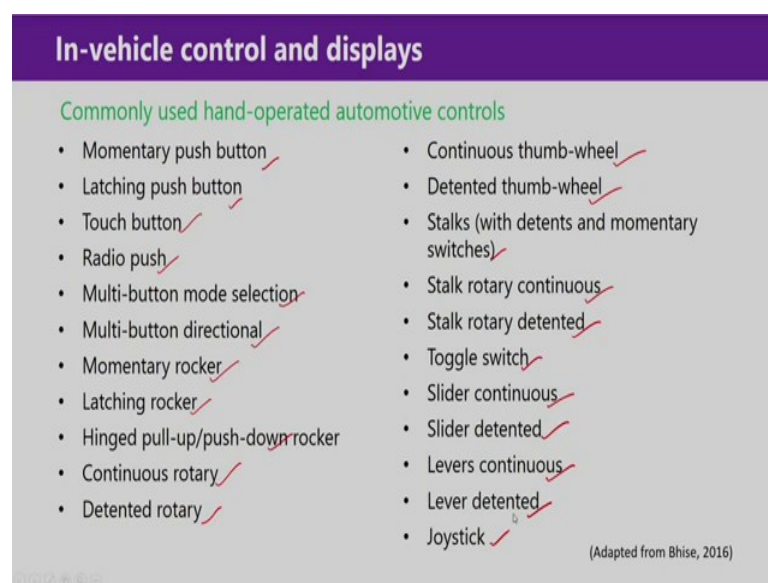 In-vehicle control and displays
Commonly used hand-operated automotive controls
• Momentary push button
• Latching push button
• Touch button
• Radio push
• Multi-button mode selection
• Multi-button directional
• Momentary rocker
• Latching rocker
• Hinged pull-up/push-down rocker
• Continuous rotary
• Detented rotary
• Continuous thumb-wheel
• Detented thumb-wheel
• Stalks (with detents and momentary
switches)
• Stalk rotary continuous
• Stalk rotary detented
• Toggle switch
• Slider continuous
• Slider detented
• Levers continuous
• Lever detented
• Joystick
(Adapted from Bhise, 2016)